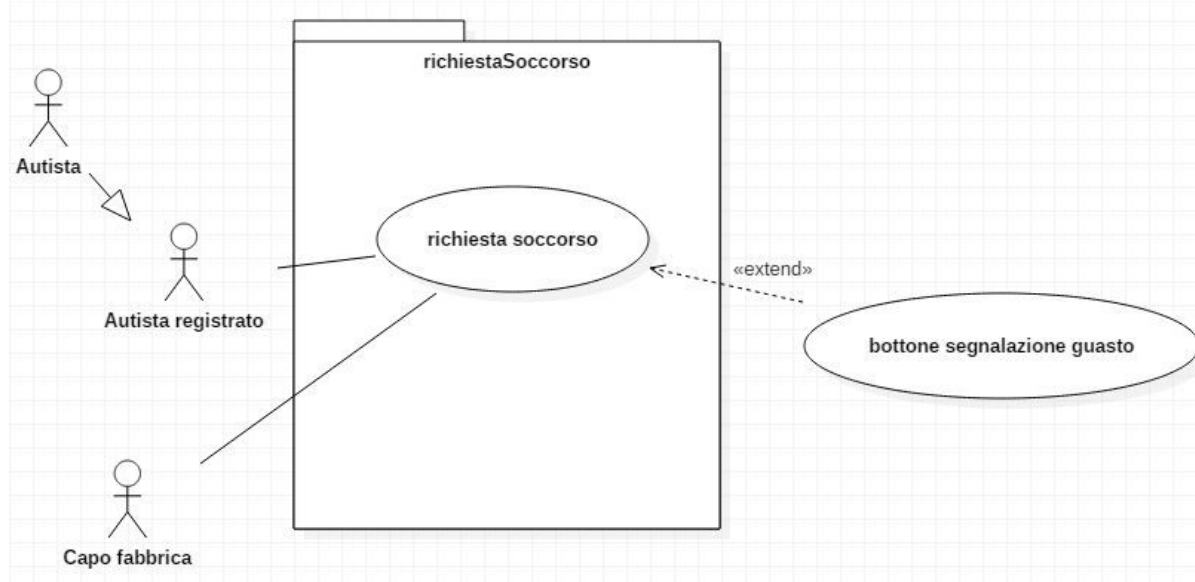 richiestaSoccorso
Autista
richiesta soccorso
«extend»
Autista registrato
bottone segnalazione guasto
Capo fabbrica